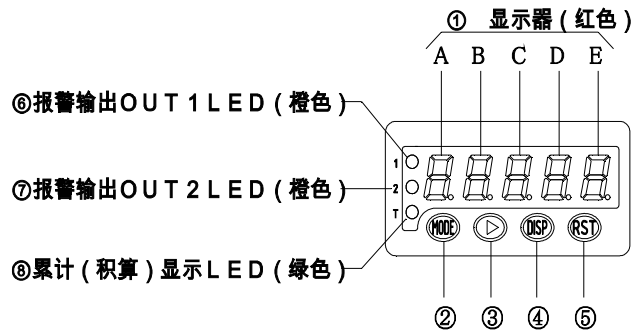 ① 显示器(红色)
A B C D E
⑥报警输出OUT1LED(橙色)
1
⑦报警输出OUT2LED(橙色)
2
T
MODE ▷ DISP RST
⑧累计(积算)显示LED(绿色)
② ③ ④ ⑤